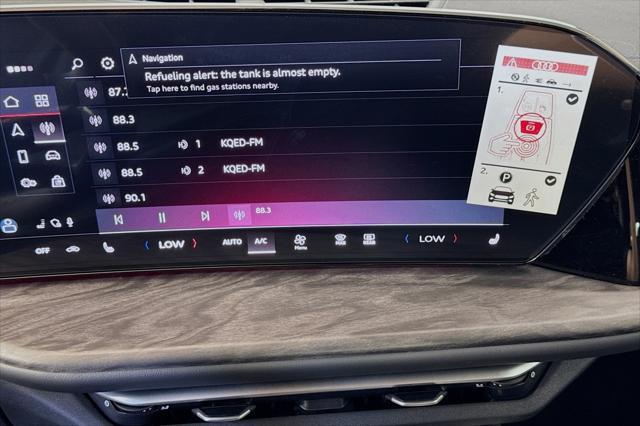 Navigation
Refueling alert: the tank is almost empty.
Tap here to find gas stations nearby.
88.3
88.5 1 KQED-FM
88.5 2 KQED-FM
90.1
88.3
OFF LOW AUTO A/C Menu MAX REAR LOW
1.
2. P